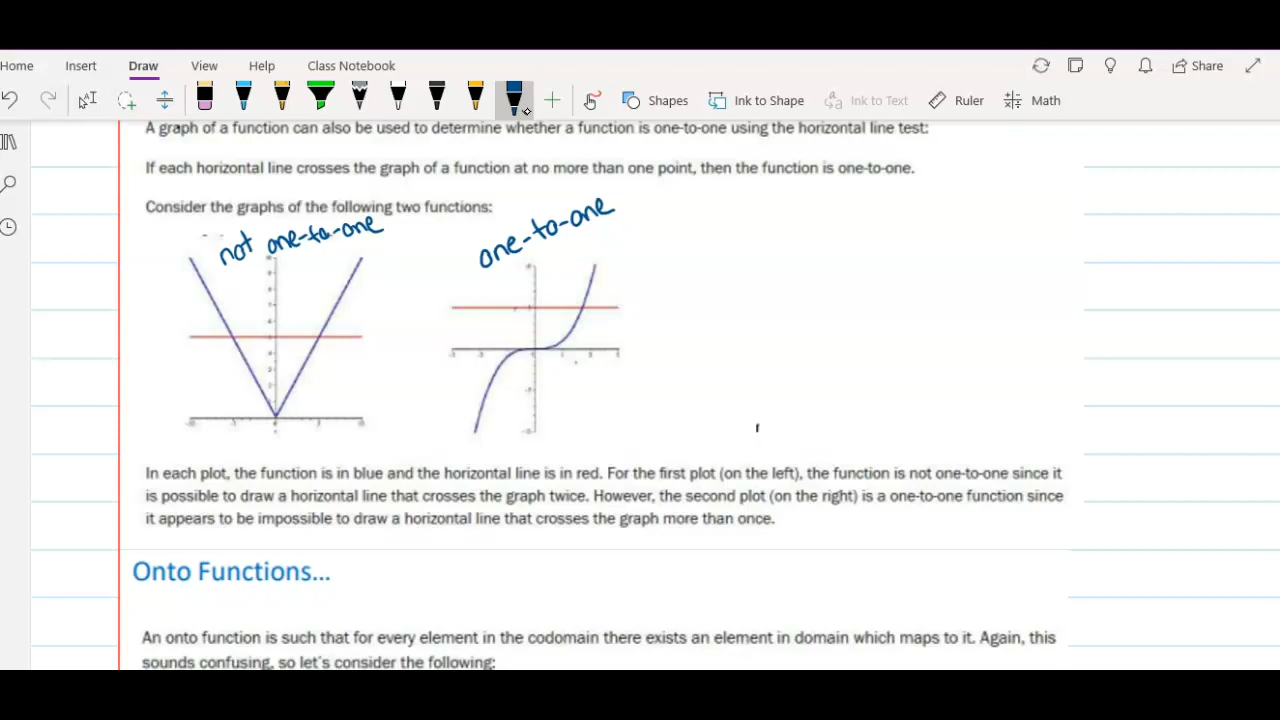 Home Insert Draw View Help Class Notebook Share
Shapes Ink to Shape Ink to Text Ruler Math
A graph of a function can also be used to determine whether a function is one-to-one using the horizontal line test:
If each horizontal line crosses the graph of a function at no more than one point, then the function is one-to-one.
Consider the graphs of the following two functions:
not one-to-one
one-to-one
In each plot, the function is in blue and the horizontal line is in red. For the first plot (on the left), the function is not one-to-one since it
is possible to draw a horizontal line that crosses the graph twice. However, the second plot (on the right) is a one-to-one function since
it appears to be impossible to draw a horizontal line that crosses the graph more than once.
Onto Functions...
An onto function is such that for every element in the codomain there exists an element in domain which maps to it. Again, this
sounds confusing, so let's consider the following: